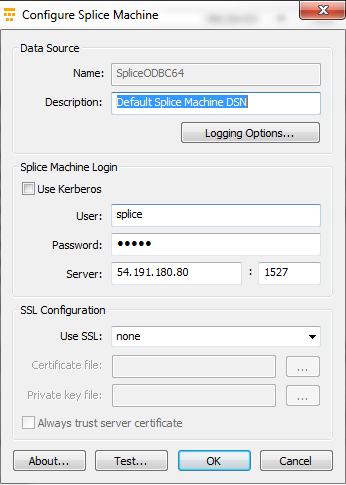 Configure Splice Machine
Data Source
Name: SpliceODBC64
Description: Default Splice Machine DSN
Logging Options...
Splice Machine Login
Use Kerberos
User: splice
Password: •••••
Server: 54.191.180.80 : 1527
SSL Configuration
Use SSL: none
Certificate file: ...
Private key file: ...
Always trust server certificate
About... Test... OK Cancel